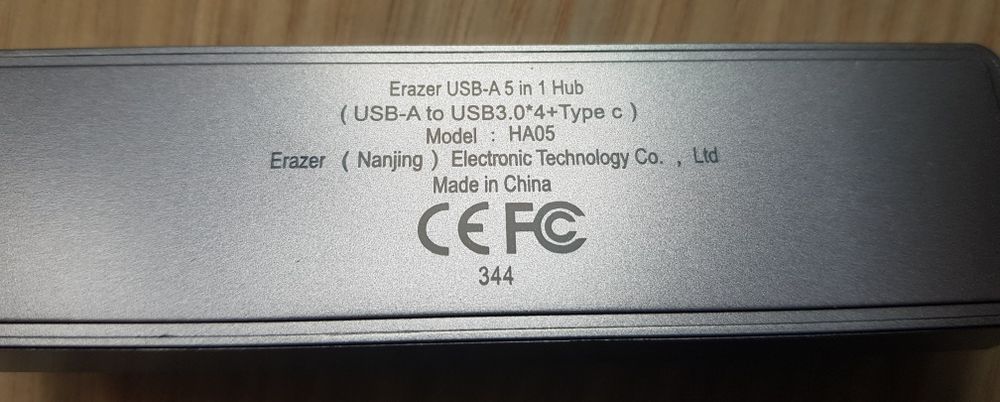 Erazer USB-A 5 in 1 Hub
( USB-A to USB3.0*4+Type c )
Model : HA05
Erazer ( Nanjing ) Electronic Technology Co. , Ltd
Made in China
CE FC
344